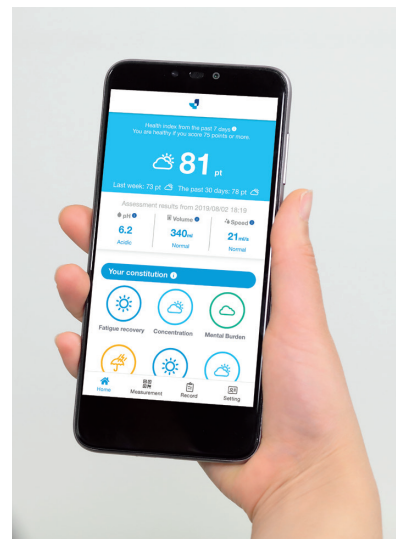 Health index from the past 7 days
You are healthy if you score 75 points or more.
81 pt
Last week: 73 pt The past 30 days: 78 pt
Assessment results from 2019/08/02 18:19
pH Volume Speed
6.2 340ml 21ml/s
Acidic Normal Normal
Your constitution
Fatigue recovery Concentration Mental Burden
Home Measurement Record Setting